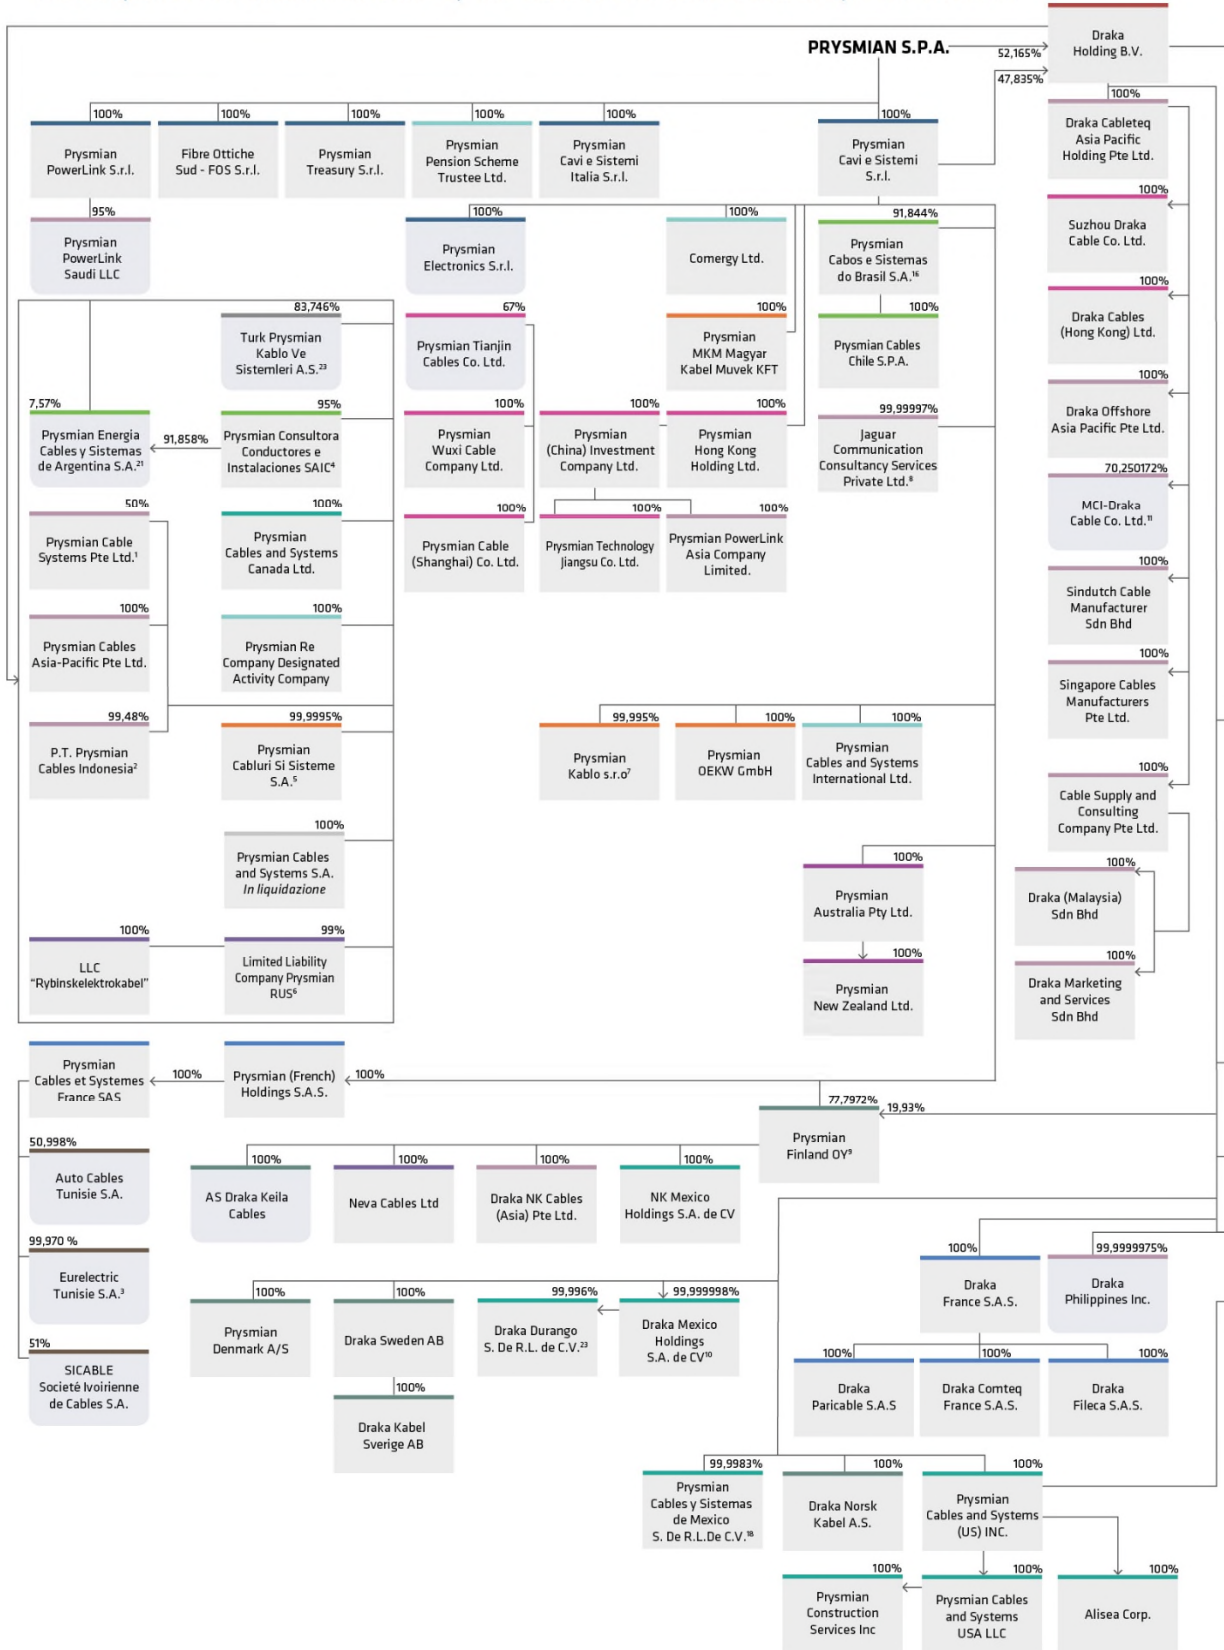 PRYSMIAN S.P.A.
52,165%
47,835%
Draka
Holding B.V.
100%
Prysmian
PowerLink S.r.l.
100%
Fibre Ottiche
Sud - FOS S.r.l.
100%
Prysmian
Treasury S.r.l.
100%
Prysmian
Pension Scheme
Trustee Ltd.
100%
Prysmian
Cavi e Sistemi
Italia S.r.l.
100%
Prysmian
Cavi e Sistemi
S.r.l.
100%
Draka Cableteq
Asia Pacific
Holding Pte Ltd.
95%
Prysmian
PowerLink
Saudi LLC
100%
Prysmian
Electronics S.r.l.
100%
Comergy Ltd.
91,844%
Prysmian
Cabos e Sistemas
do Brasil S.A.¹⁶
100%
Suzhou Draka
Cable Co. Ltd.
83,746%
Turk Prysmian
Kablo Ve
Sistemleri A.S.²³
67%
Prysmian Tianjin
Cables Co. Ltd.
100%
Prysmian
MKM Magyar
Kabel Muvek KFT
100%
Prysmian Cables
Chile S.P.A.
100%
Draka Cables
(Hong Kong) Ltd.
7,57%
Prysmian Energia
Cables y Sistemas
de Argentina S.A.²¹
91,858%
95%
Prysmian Consultora
Conductores e
Instalaciones SAIC⁴
100%
Prysmian
Wuxi Cable
Company Ltd.
100%
Prysmian
(China) Investment
Company Ltd.
100%
Prysmian
Hong Kong
Holding Ltd.
99,99997%
Jaguar
Communication
Consultancy Services
Private Ltd.⁸
100%
Draka Offshore
Asia Pacific Pte Ltd.
50%
Prysmian Cable
Systems Pte Ltd.¹
100%
Prysmian
Cables and Systems
Canada Ltd.
100%
Prysmian Cable
(Shanghai) Co. Ltd.
100%
Prysmian Technology
Jiangsu Co. Ltd.
100%
Prysmian PowerLink
Asia Company
Limited.
70,250172%
MCI-Draka
Cable Co. Ltd.¹¹
100%
Prysmian Cables
Asia-Pacific Pte Ltd.
100%
Prysmian Re
Company Designated
Activity Company
100%
Sindutch Cable
Manufacturer
Sdn Bhd
99,48%
P.T. Prysmian
Cables Indonesia²
99,9995%
Prysmian
Cabluri Si Sisteme
S.A.⁵
99,995%
Prysmian
Kablo s.r.o⁷
100%
Prysmian
OEKW GmbH
100%
Prysmian
Cables and Systems
International Ltd.
100%
Singapore Cables
Manufacturers
Pte Ltd.
100%
Prysmian Cables
and Systems S.A.
In liquidazione
100%
Cable Supply and
Consulting
Company Pte Ltd.
100%
Prysmian
Australia Pty Ltd.
100%
Draka (Malaysia)
Sdn Bhd
100%
LLC
"Rybinskelektrokabel"
99%
Limited Liability
Company Prysmian
RUS⁶
100%
Prysmian
New Zealand Ltd.
100%
Draka Marketing
and Services
Sdn Bhd
Prysmian
Cables et Systemes
France SAS
100%
Prysmian (French)
Holdings S.A.S.
100%
77,7972%
19,93%
Prysmian
Finland OY⁹
50,998%
Auto Cables
Tunisie S.A.
100%
AS Draka Keila
Cables
100%
Neva Cables Ltd
100%
Draka NK Cables
(Asia) Pte Ltd.
100%
NK Mexico
Holdings S.A. de CV
99,970 %
Eurelectric
Tunisie S.A.³
100%
Draka
France S.A.S.
99,9999975%
Draka
Philippines Inc.
100%
Prysmian
Denmark A/S
100%
Draka Sweden AB
99,996%
Draka Durango
S. De R.L. de C.V.²³
99,999998%
Draka Mexico
Holdings
S.A. de CV¹⁰
51%
SICABLE
Societé Ivoirienne
de Cables S.A.
100%
Draka
Paricable S.A.S
100%
Draka Comteq
France S.A.S.
100%
Draka
Fileca S.A.S.
100%
Draka Kabel
Sverige AB
99,9983%
Prysmian
Cables y Sistemas
de Mexico
S. De R.L.De C.V.¹⁸
100%
Draka Norsk
Kabel A.S.
100%
Prysmian
Cables and Systems
(US) INC.
100%
Prysmian
Construction
Services Inc
100%
Prysmian Cables
and Systems
USA LLC
100%
Alisea Corp.